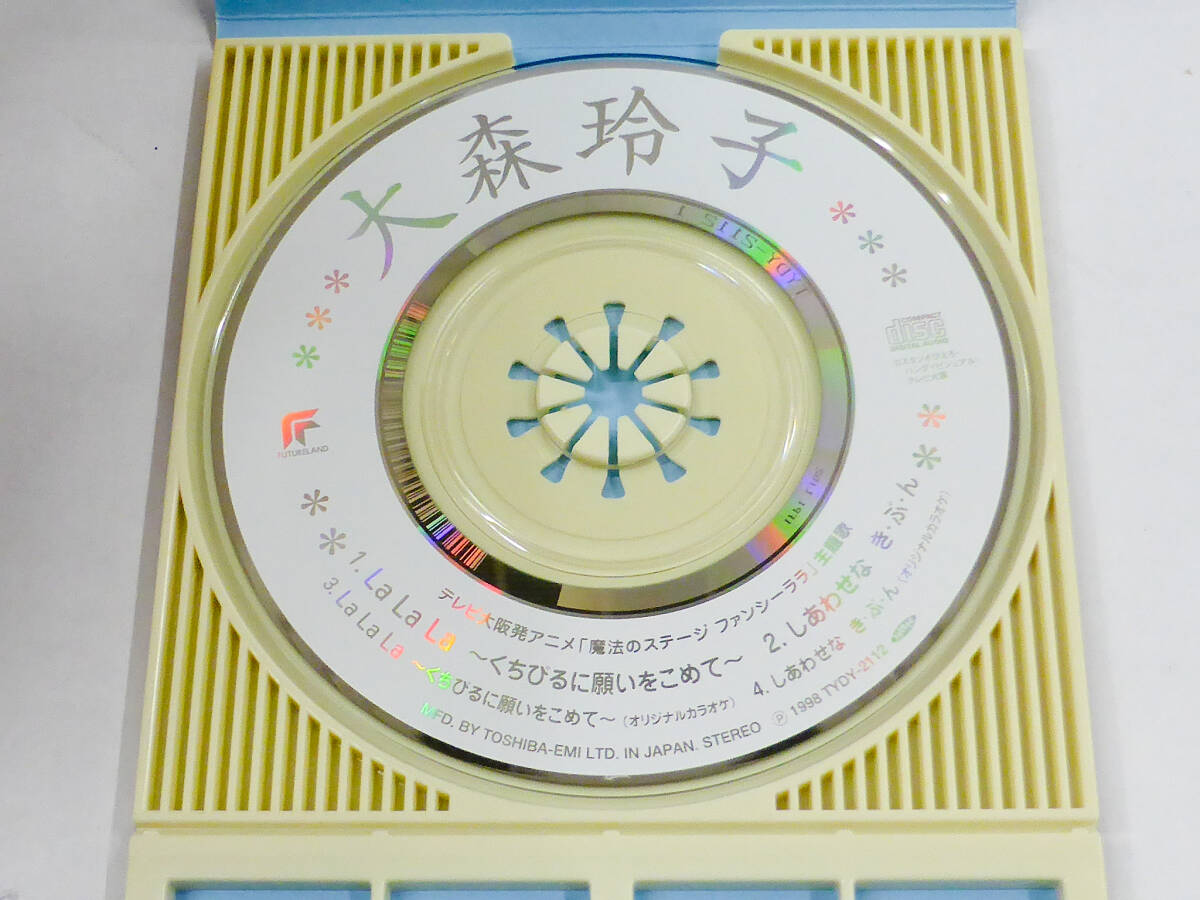 大森玲子
COMPACT
disc
DIGITAL AUDIO
FUTURELAND
テレビ大阪発アニメ「魔法のステージ ファンシーララ」主題歌
1. La La La ～くちびるに願いをこめて～ 2. しあわせな き・ぶ・ん
3. La La La ～くちびるに願いをこめて～(オリジナルカラオケ) 4. しあわせな き・ぶ・ん(オリジナルカラオケ)
MFD. BY TOSHIBA-EMI LTD. IN JAPAN. STEREO Ⓟ 1998 TYDY-2112